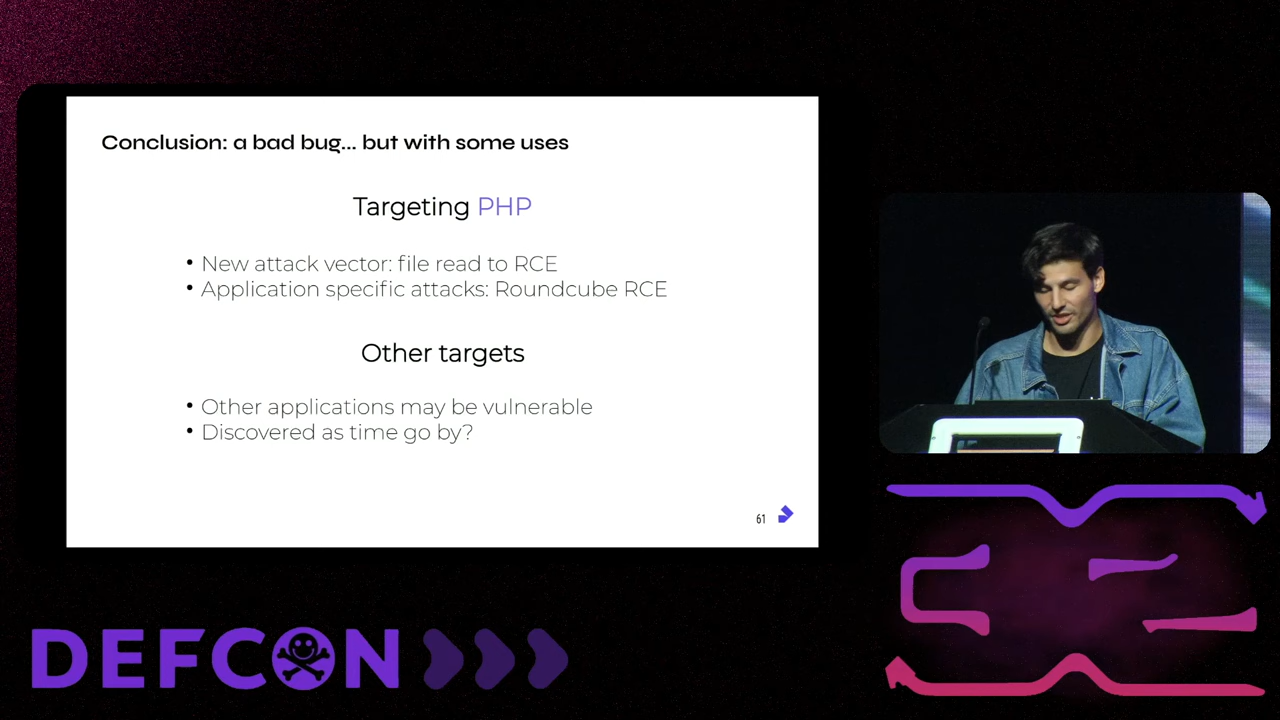 Conclusion: a bad bug... but with some uses
Targeting PHP
• New attack vector: file read to RCE
• Application specific attacks: Roundcube RCE
Other targets
• Other applications may be vulnerable
• Discovered as time go by?
61
DEFCON